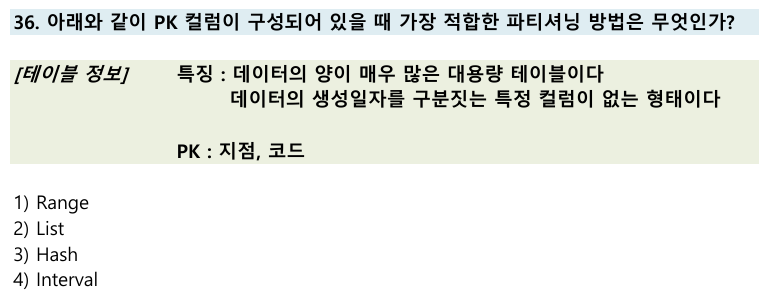 36. 아래와 같이 PK 컬럼이 구성되어 있을 때 가장 적합한 파티셔닝 방법은 무엇인가?
[테이블 정보] 특징 : 데이터의 양이 매우 많은 대용량 테이블이다
데이터의 생성일자를 구분짓는 특정 컬럼이 없는 형태이다
PK : 지점, 코드
1) Range
2) List
3) Hash
4) Interval